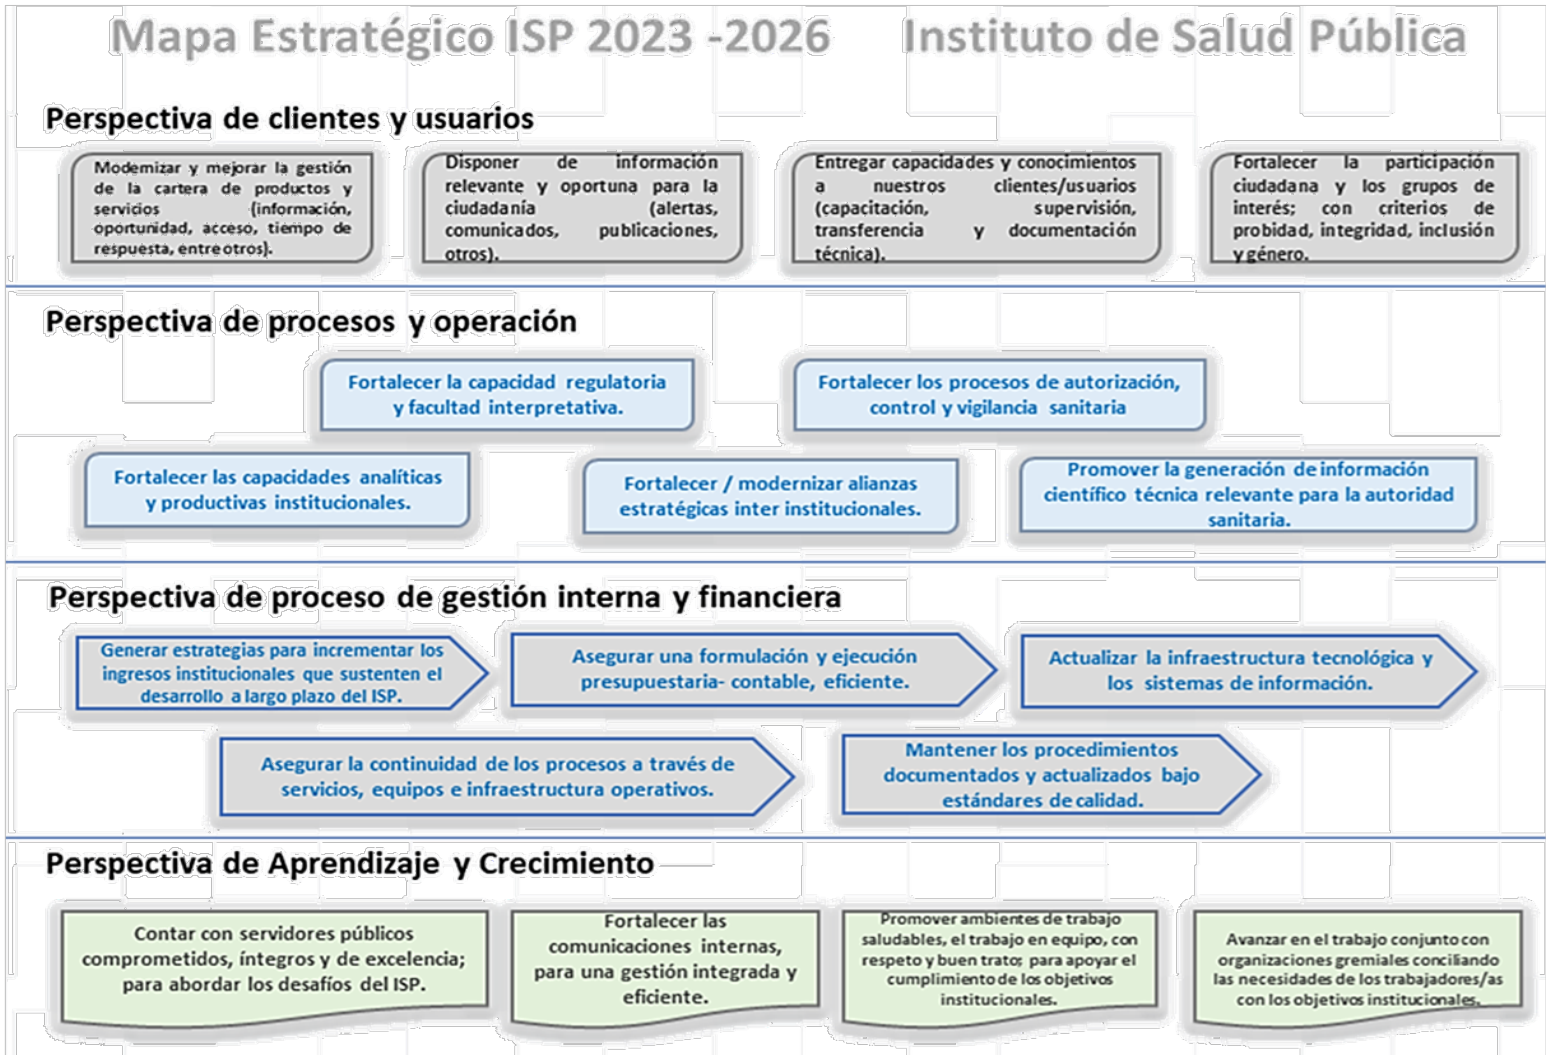 Mapa Estratégico ISP 2023 -2026 Instituto de Salud Pública
Perspectiva de clientes y usuarios
Modernizar y mejorar la gestión
de la cartera de productos y
servicios (información,
oportunidad, acceso, tiempo de
respuesta, entre otros).
Disponer de información
relevante y oportuna para la
ciudadanía (alertas,
comunicados, publicaciones,
otros).
Entregar capacidades y conocimientos
a nuestros clientes/usuarios
(capacitación, supervisión,
transferencia y documentación
técnica).
Fortalecer la participación
ciudadana y los grupos de
interés; con criterios de
probidad, integridad, inclusión
y género.
Perspectiva de procesos y operación
Fortalecer la capacidad regulatoria
y facultad interpretativa.
Fortalecer los procesos de autorización,
control y vigilancia sanitaria
Fortalecer las capacidades analíticas
y productivas institucionales.
Fortalecer / modernizar alianzas
estratégicas inter institucionales.
Promover la generación de información
científico técnica relevante para la autoridad
sanitaria.
Perspectiva de proceso de gestión interna y financiera
Generar estrategias para incrementar los
ingresos institucionales que sustenten el
desarrollo a largo plazo del ISP.
Asegurar una formulación y ejecución
presupuestaria- contable, eficiente.
Actualizar la infraestructura tecnológica y
los sistemas de información.
Asegurar la continuidad de los procesos a través de
servicios, equipos e infraestructura operativos.
Mantener los procedimientos
documentados y actualizados bajo
estándares de calidad.
Perspectiva de Aprendizaje y Crecimiento
Contar con servidores públicos
comprometidos, íntegros y de excelencia;
para abordar los desafíos del ISP.
Fortalecer las
comunicaciones internas,
para una gestión integrada y
eficiente.
Promover ambientes de trabajo
saludables, el trabajo en equipo, con
respeto y buen trato; para apoyar el
cumplimiento de los objetivos
institucionales.
Avanzar en el trabajo conjunto con
organizaciones gremiales conciliando
las necesidades de los trabajadores/as
con los objetivos institucionales.